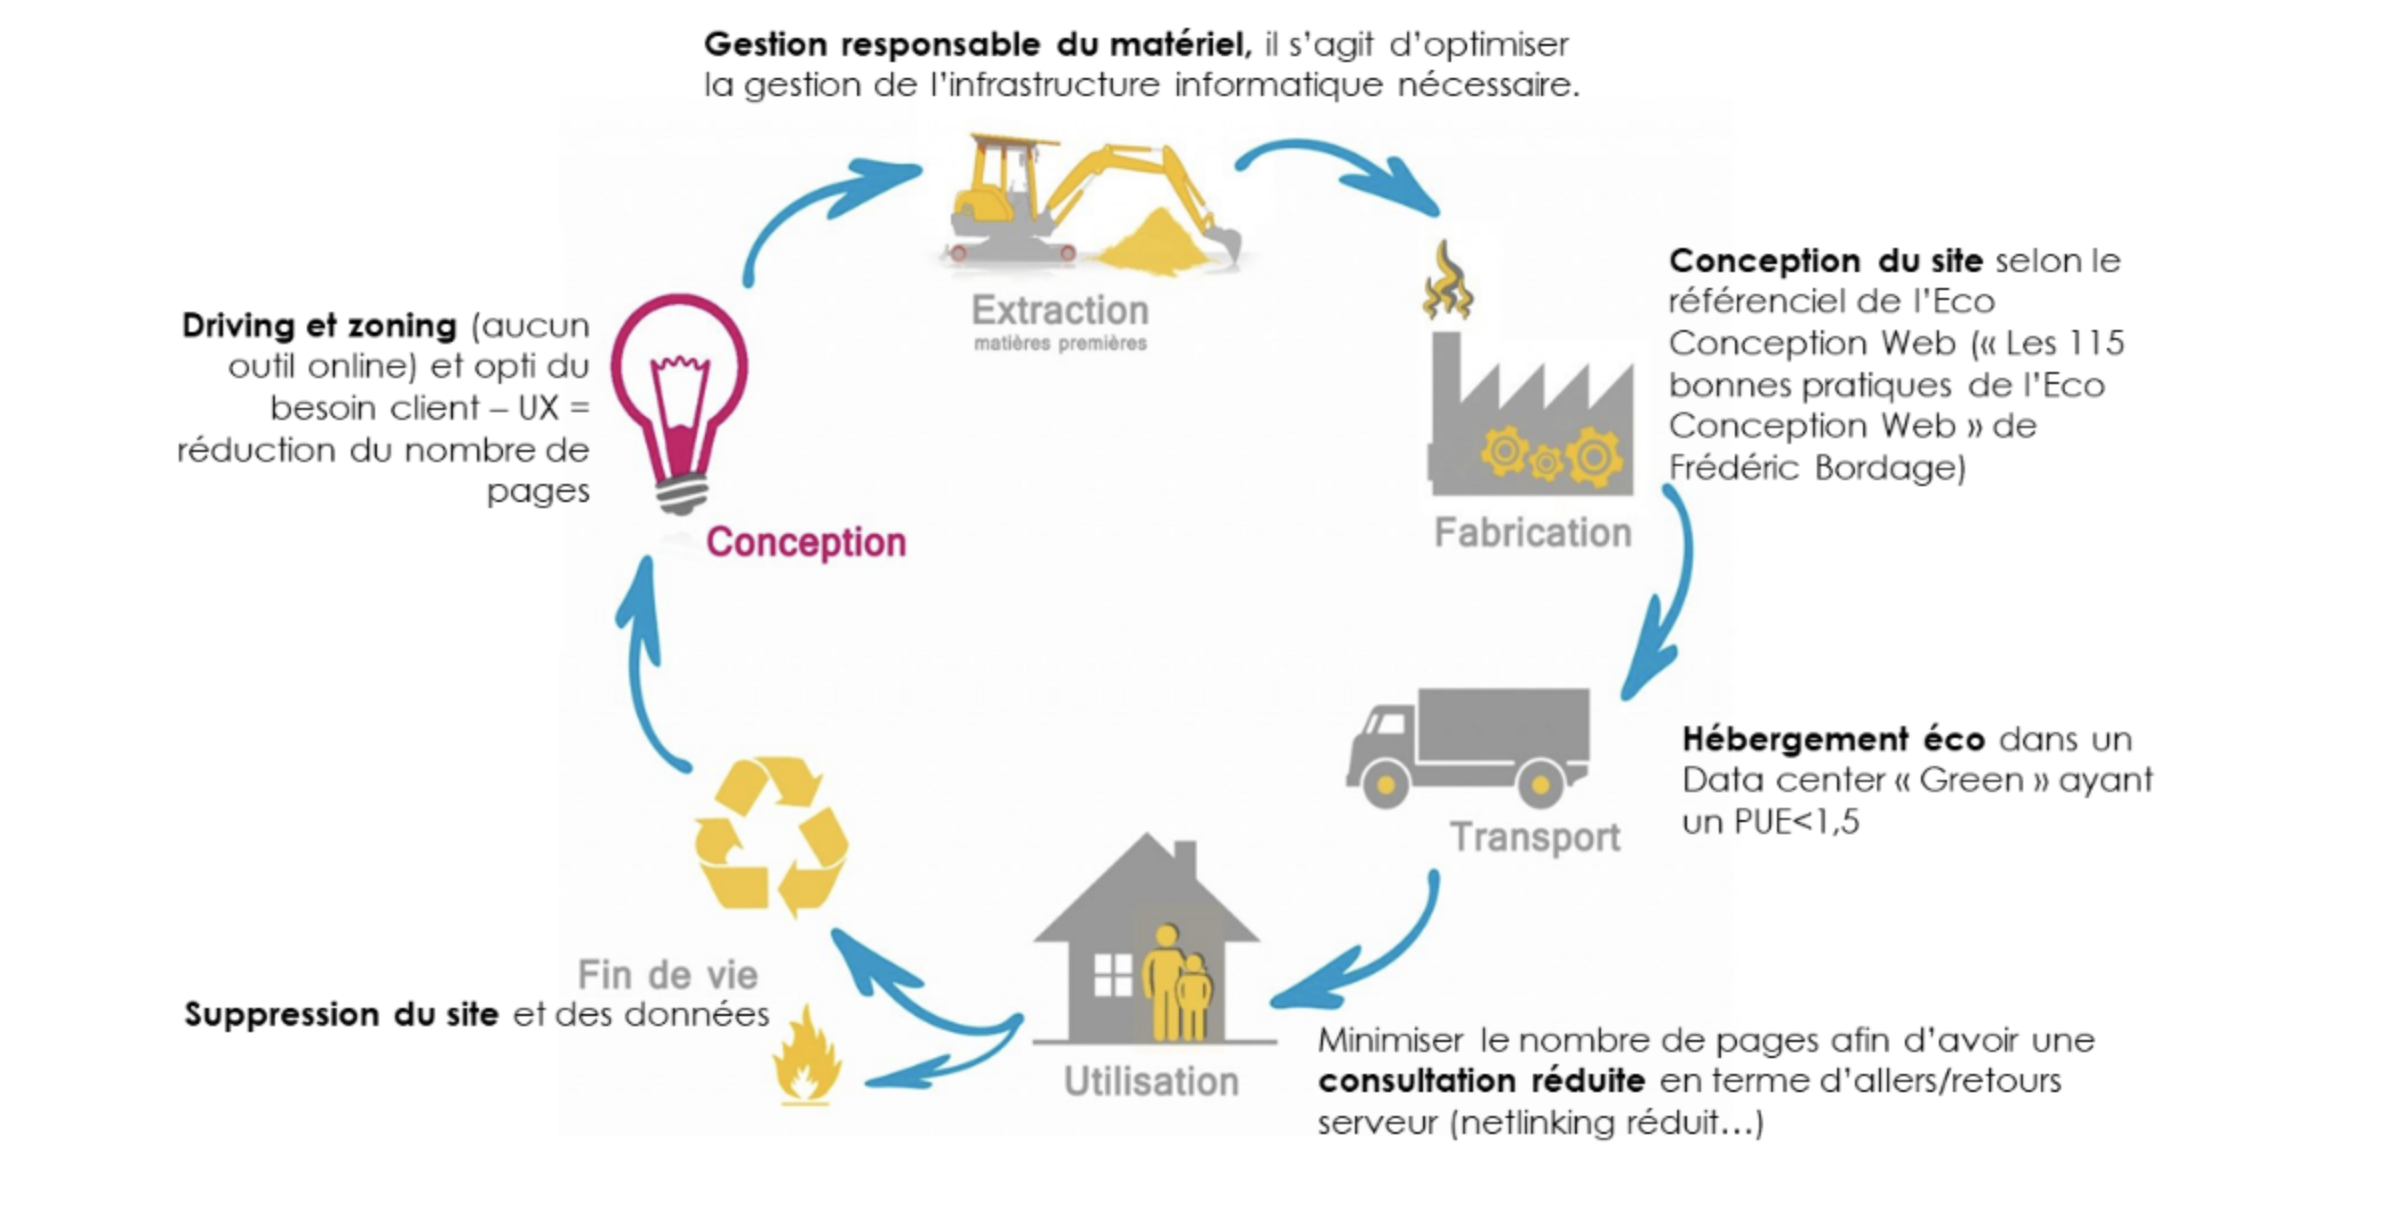 Gestion responsable du matériel, il s'agit d'optimiser
la gestion de l'infrastructure informatique nécessaire.
Extraction
matières premières
Conception du site selon le
référenciel de l'Eco
Conception Web (« Les 115
bonnes pratiques de l'Eco
Conception Web » de
Frédéric Bordage)
Fabrication
Driving et zoning (aucun
outil online) et opti du
besoin client – UX =
réduction du nombre de
pages
Conception
Hébergement éco dans un
Data center « Green » ayant
un PUE<1,5
Transport
Fin de vie
Suppression du site et des données
Utilisation
Minimiser le nombre de pages afin d'avoir une
consultation réduite en terme d'allers/retours
serveur (netlinking réduit...)